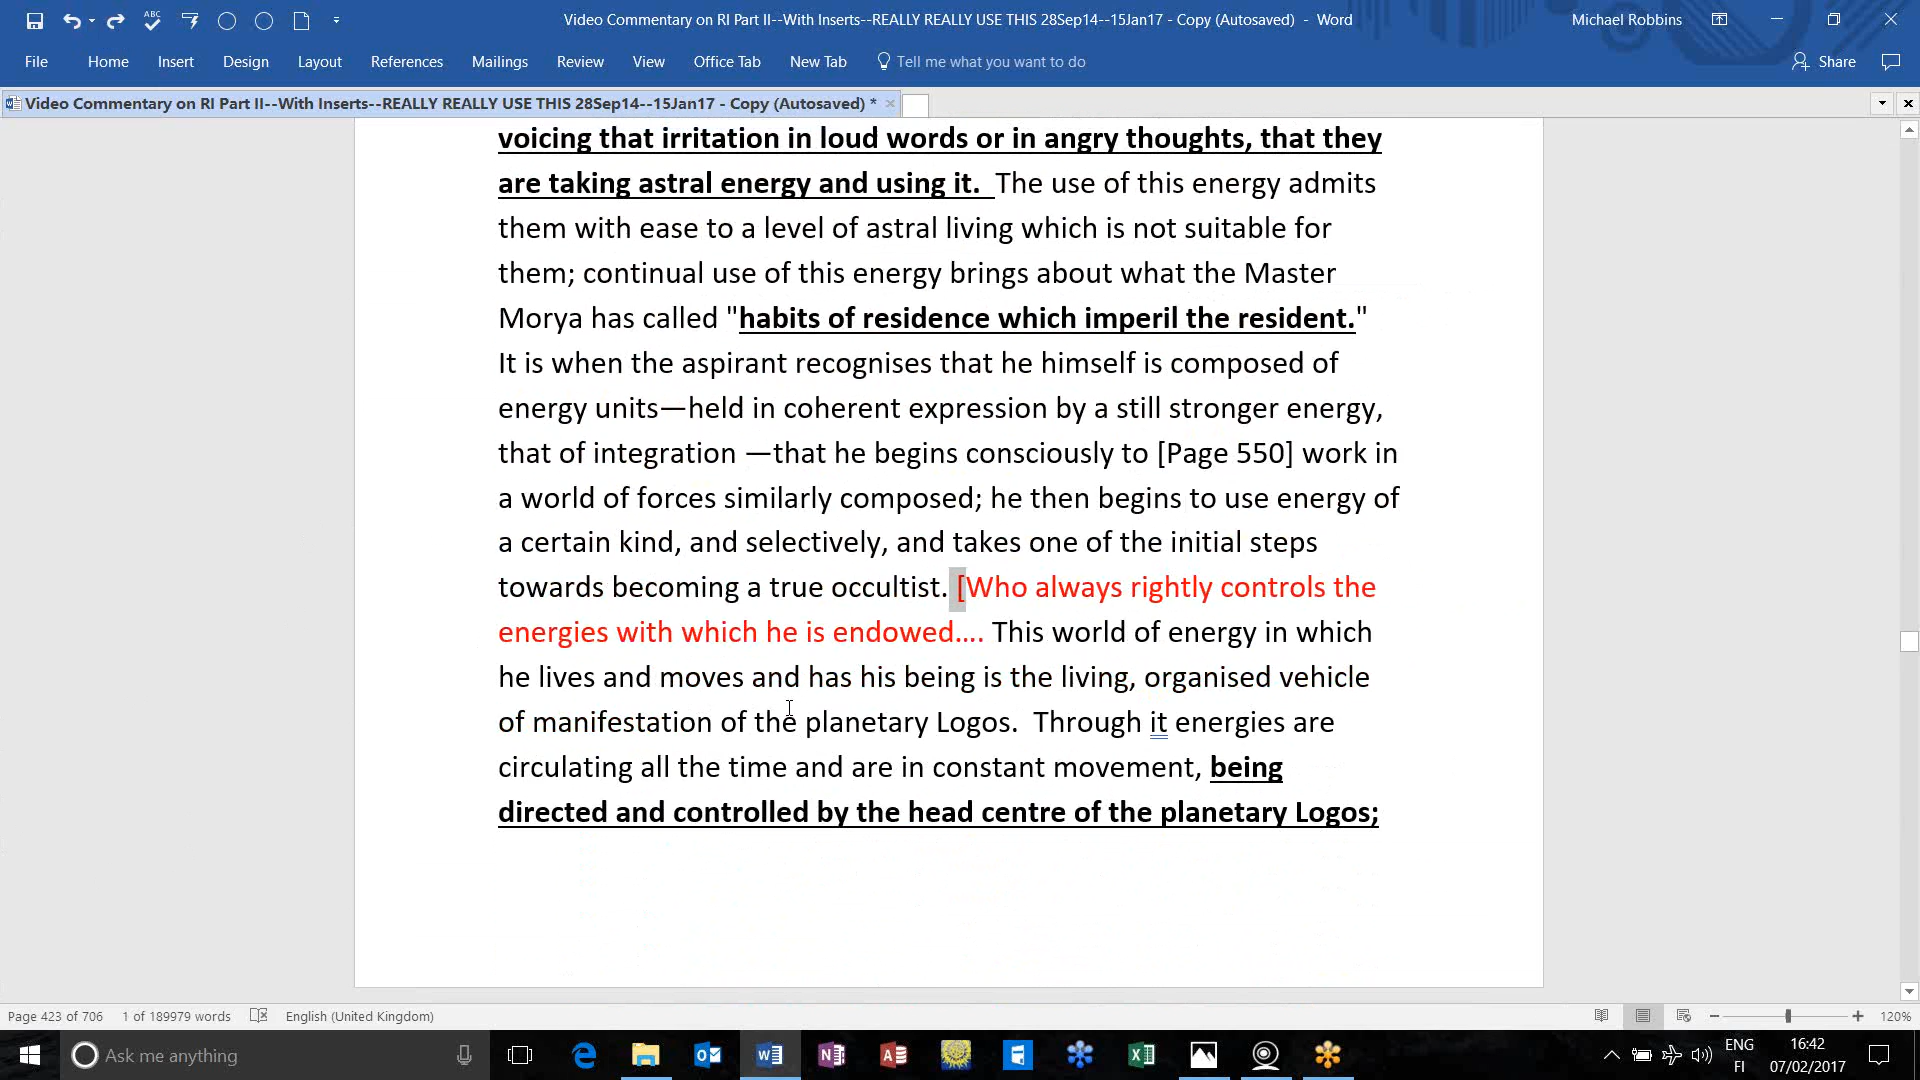 ABC
Video Commentary on RI Part II--With Inserts--REALLY REALLY USE THIS 28Sep14--15Jan17 - Copy (Autosaved) - Word
Michael Robbins
File Home Insert Design Layout References Mailings Review View Office Tab New Tab Tell me what you want to do Share
Video Commentary on RI Part II--With Inserts--REALLY REALLY USE THIS 28Sep14--15Jan17 - Copy (Autosaved) *
voicing that irritation in loud words or in angry thoughts, that they
are taking astral energy and using it. The use of this energy admits
them with ease to a level of astral living which is not suitable for
them; continual use of this energy brings about what the Master
Morya has called "habits of residence which imperil the resident."
It is when the aspirant recognises that he himself is composed of
energy units—held in coherent expression by a still stronger energy,
that of integration —that he begins consciously to [Page 550] work in
a world of forces similarly composed; he then begins to use energy of
a certain kind, and selectively, and takes one of the initial steps
towards becoming a true occultist. [Who always rightly controls the
energies with which he is endowed…. This world of energy in which
he lives and moves and has his being is the living, organised vehicle
of manifestation of the planetary Logos. Through it energies are
circulating all the time and are in constant movement, being
directed and controlled by the head centre of the planetary Logos;
Page 423 of 706 1 of 189979 words English (United Kingdom) 120%
Ask me anything
ENG
FI
16:42
07/02/2017